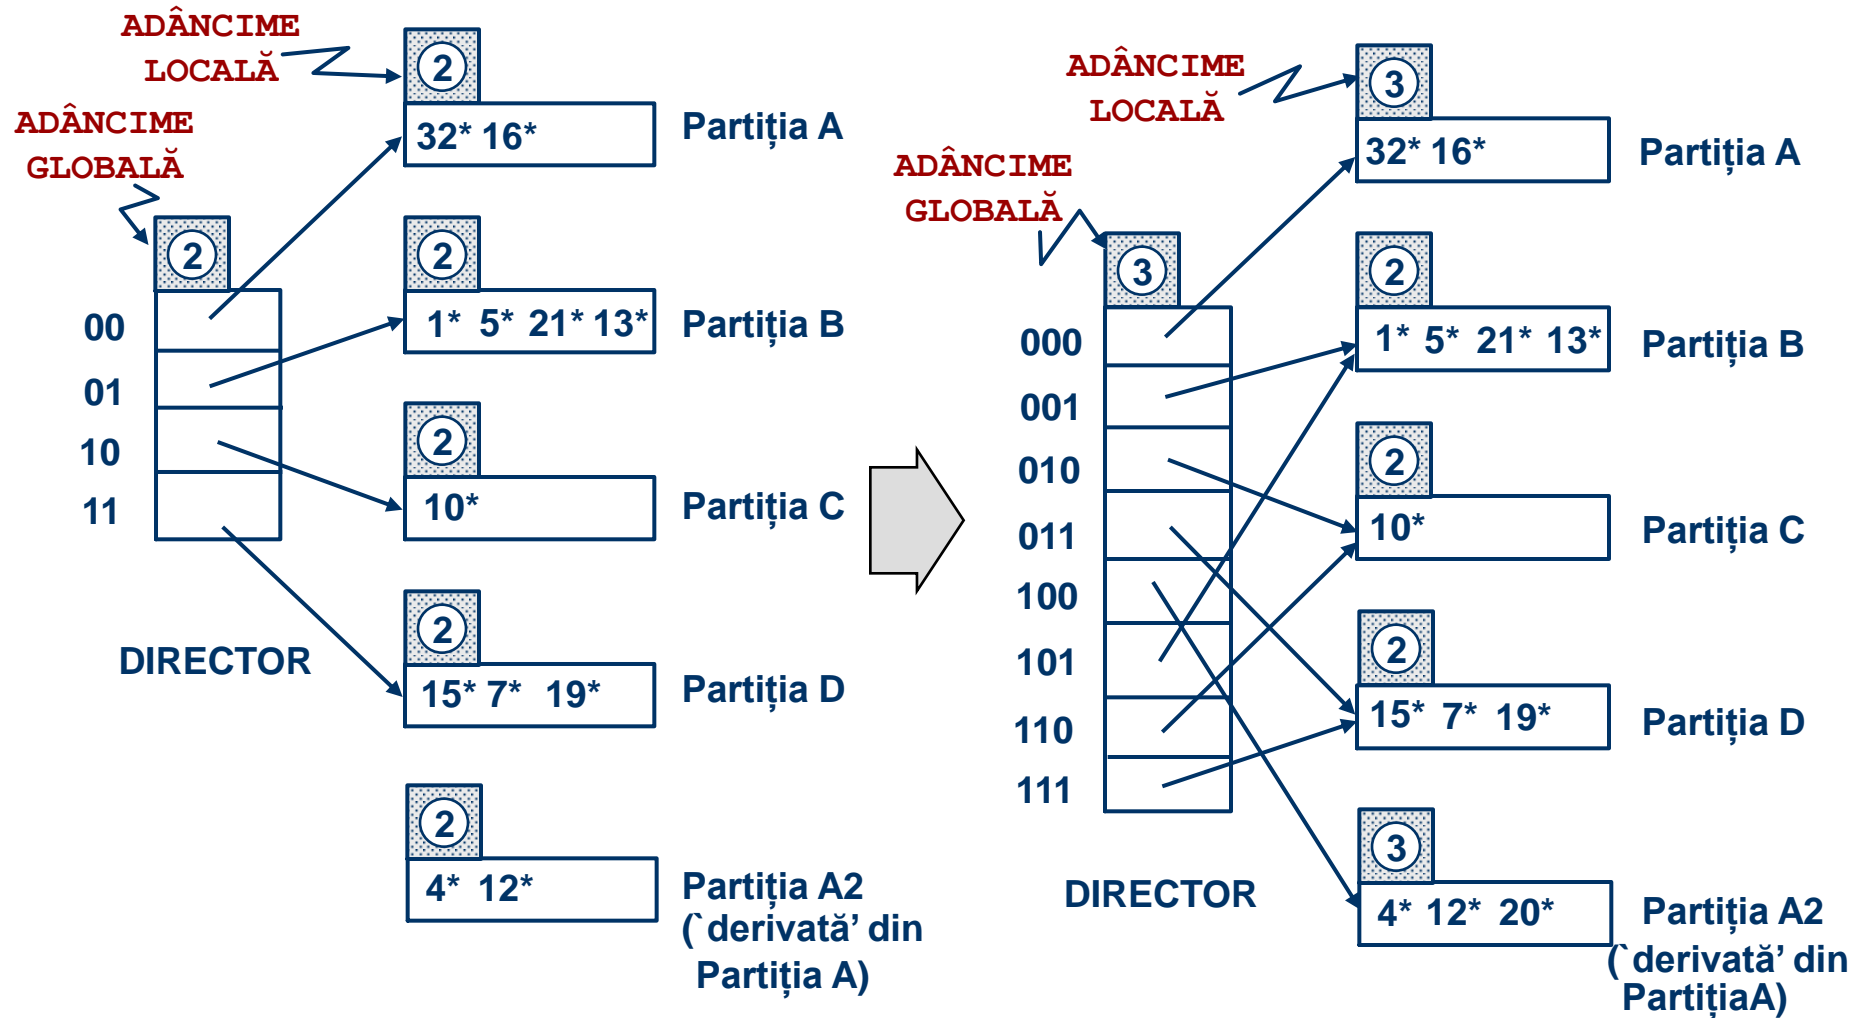 ADÂNCIME
LOCALĂ
2
32* 16*
Partiția A
ADÂNCIME
GLOBALĂ
2
2
1* 5* 21* 13*
Partiția B
00
01
10
11
2
10*
Partiția C
DIRECTOR
2
15* 7* 19*
Partiția D
2
4* 12*
Partiția A2
(`derivată’ din
Partiția A)
ADÂNCIME
LOCALĂ
3
32* 16*
Partiția A
ADÂNCIME
GLOBALĂ
3
2
1* 5* 21* 13*
Partiția B
000
001
010
011
100
101
110
111
2
10*
Partiția C
2
15* 7* 19*
Partiția D
DIRECTOR
3
4* 12* 20*
Partiția A2
(`derivată’ din
PartițiaA)